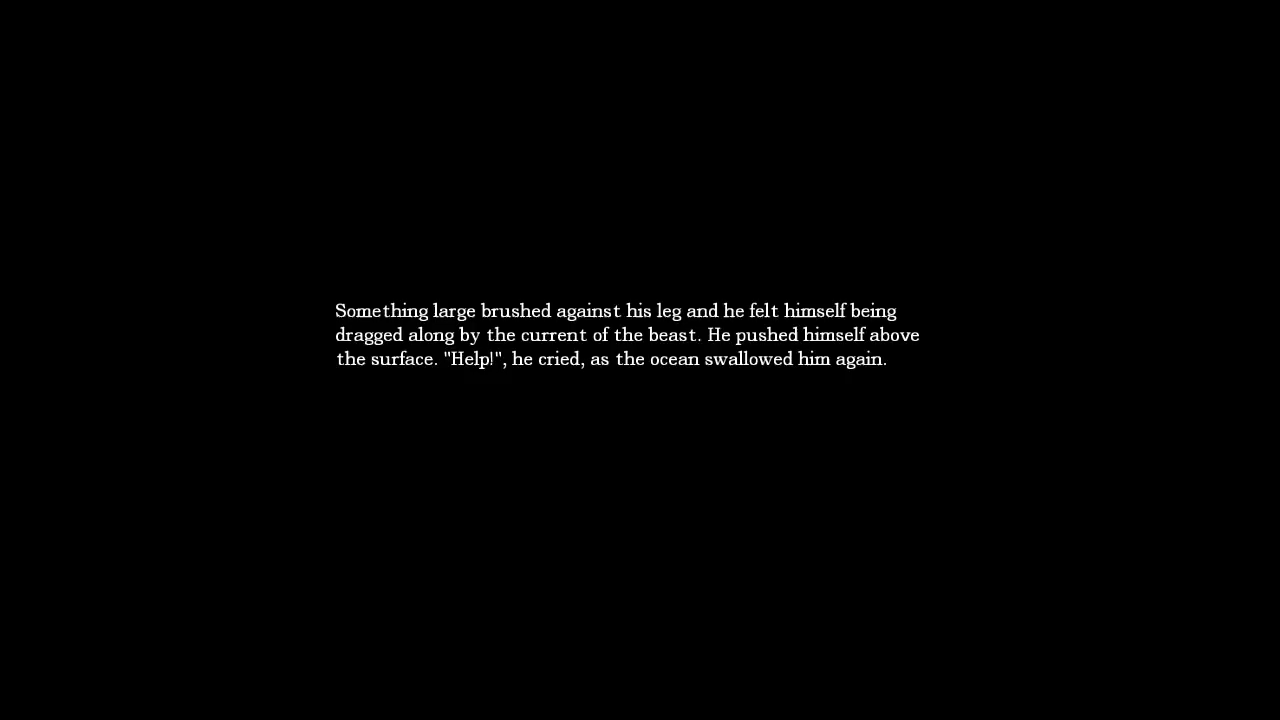 Something large brushed against his leg and he felt himself being
dragged along by the current of the beast. He pushed himself above
the surface. "Help!", he cried, as the ocean swallowed him again.